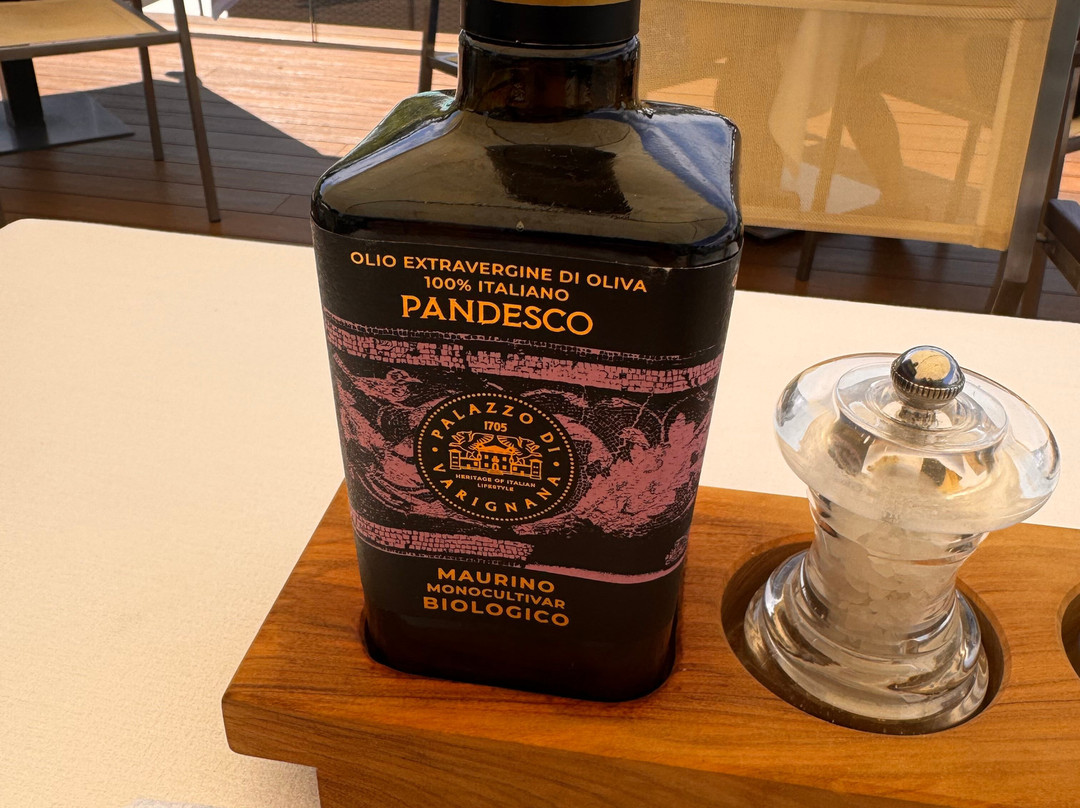 OLIO EXTRAVERGINE DI OLIVA
100% ITALIANO
PANDESCO
PALAZZO DI
1705
HERITAGE OF ITALIAN
LIFESTYLE
VARIGNANA
MAURINO
MONOCULTIVAR
BIOLOGICO